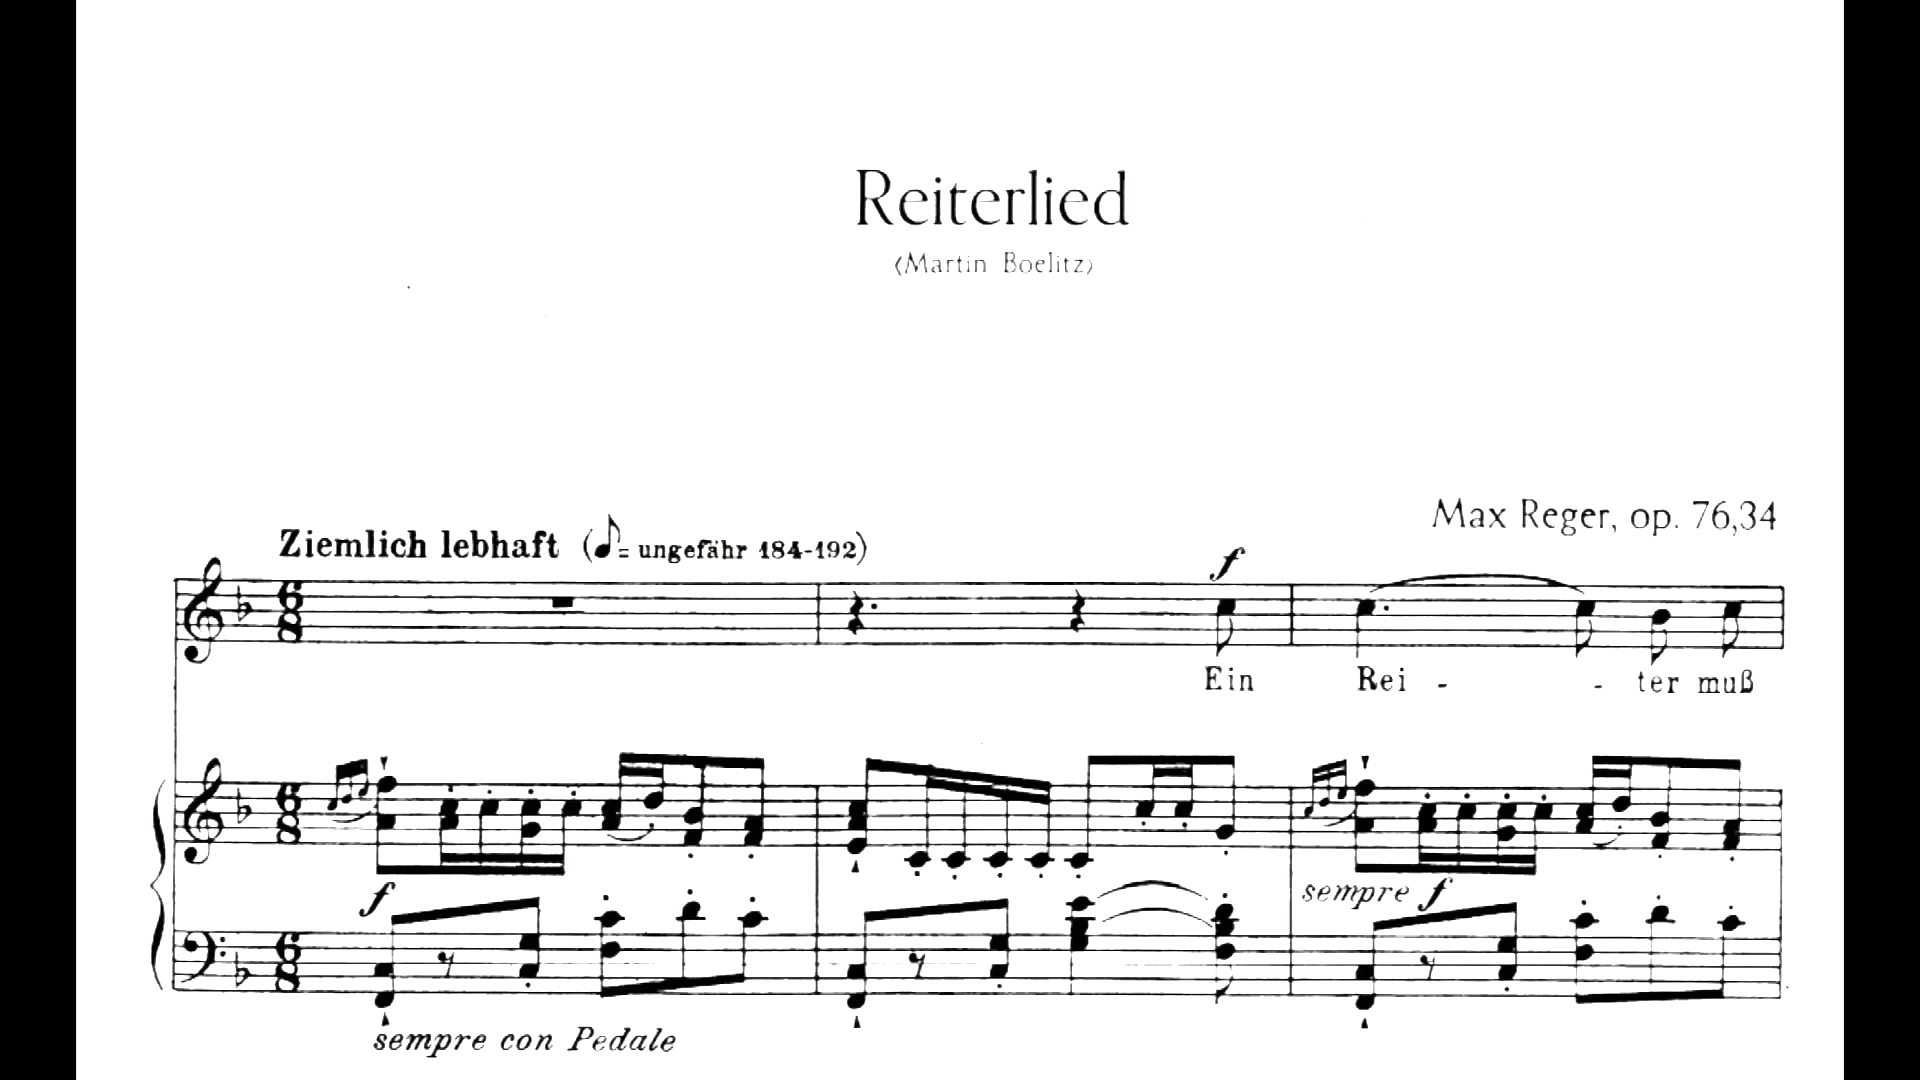 Reiterlied
(Martin Boelitz)
Max Reger, op. 76,34
Ziemlich lebhaft (♪= ungefähr 184-192)
f
Ein Rei - - ter muß
f
sempre f
sempre con Pedale